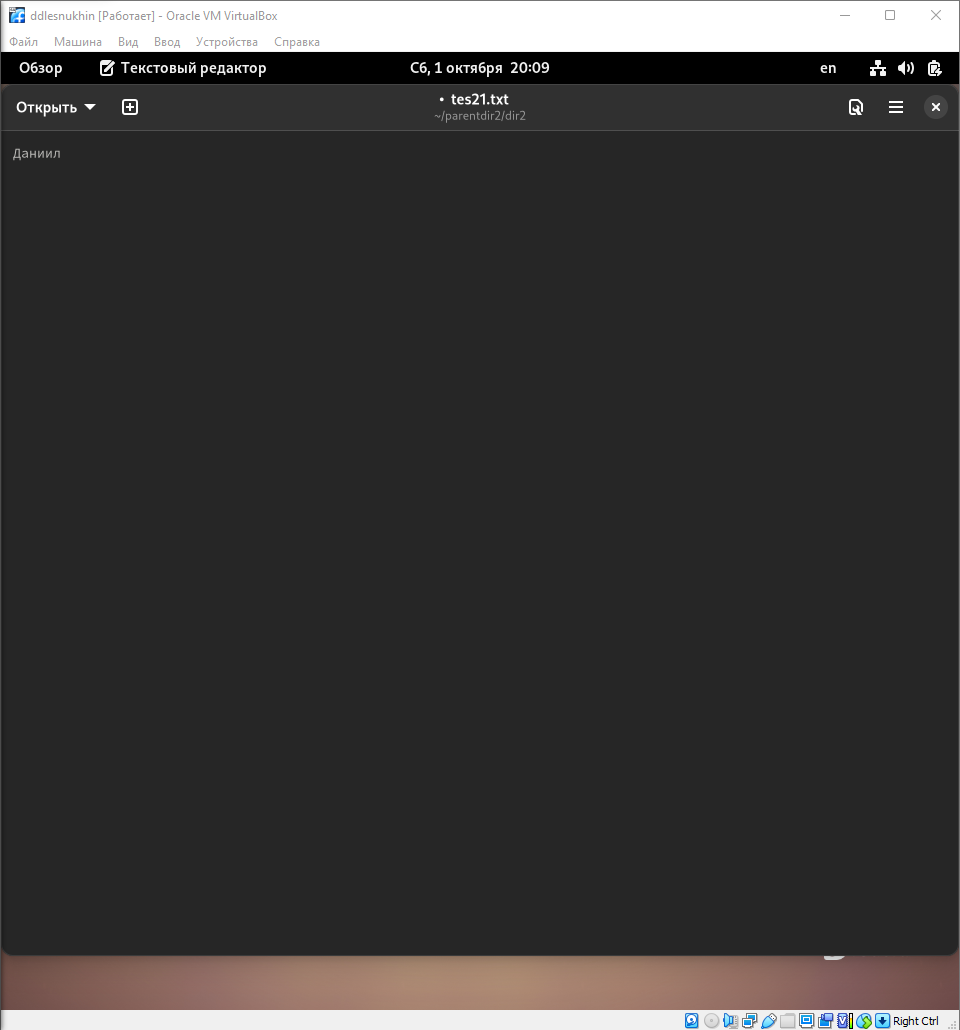 ddlesnukhin [Работает] - Oracle VM VirtualBox
Файл Машина Вид Ввод Устройства Справка
Обзор Текстовый редактор Сб, 1 октября 20:09 en
Открыть • tes21.txt
~/parentdir2/dir2
Даниил
Right Ctrl